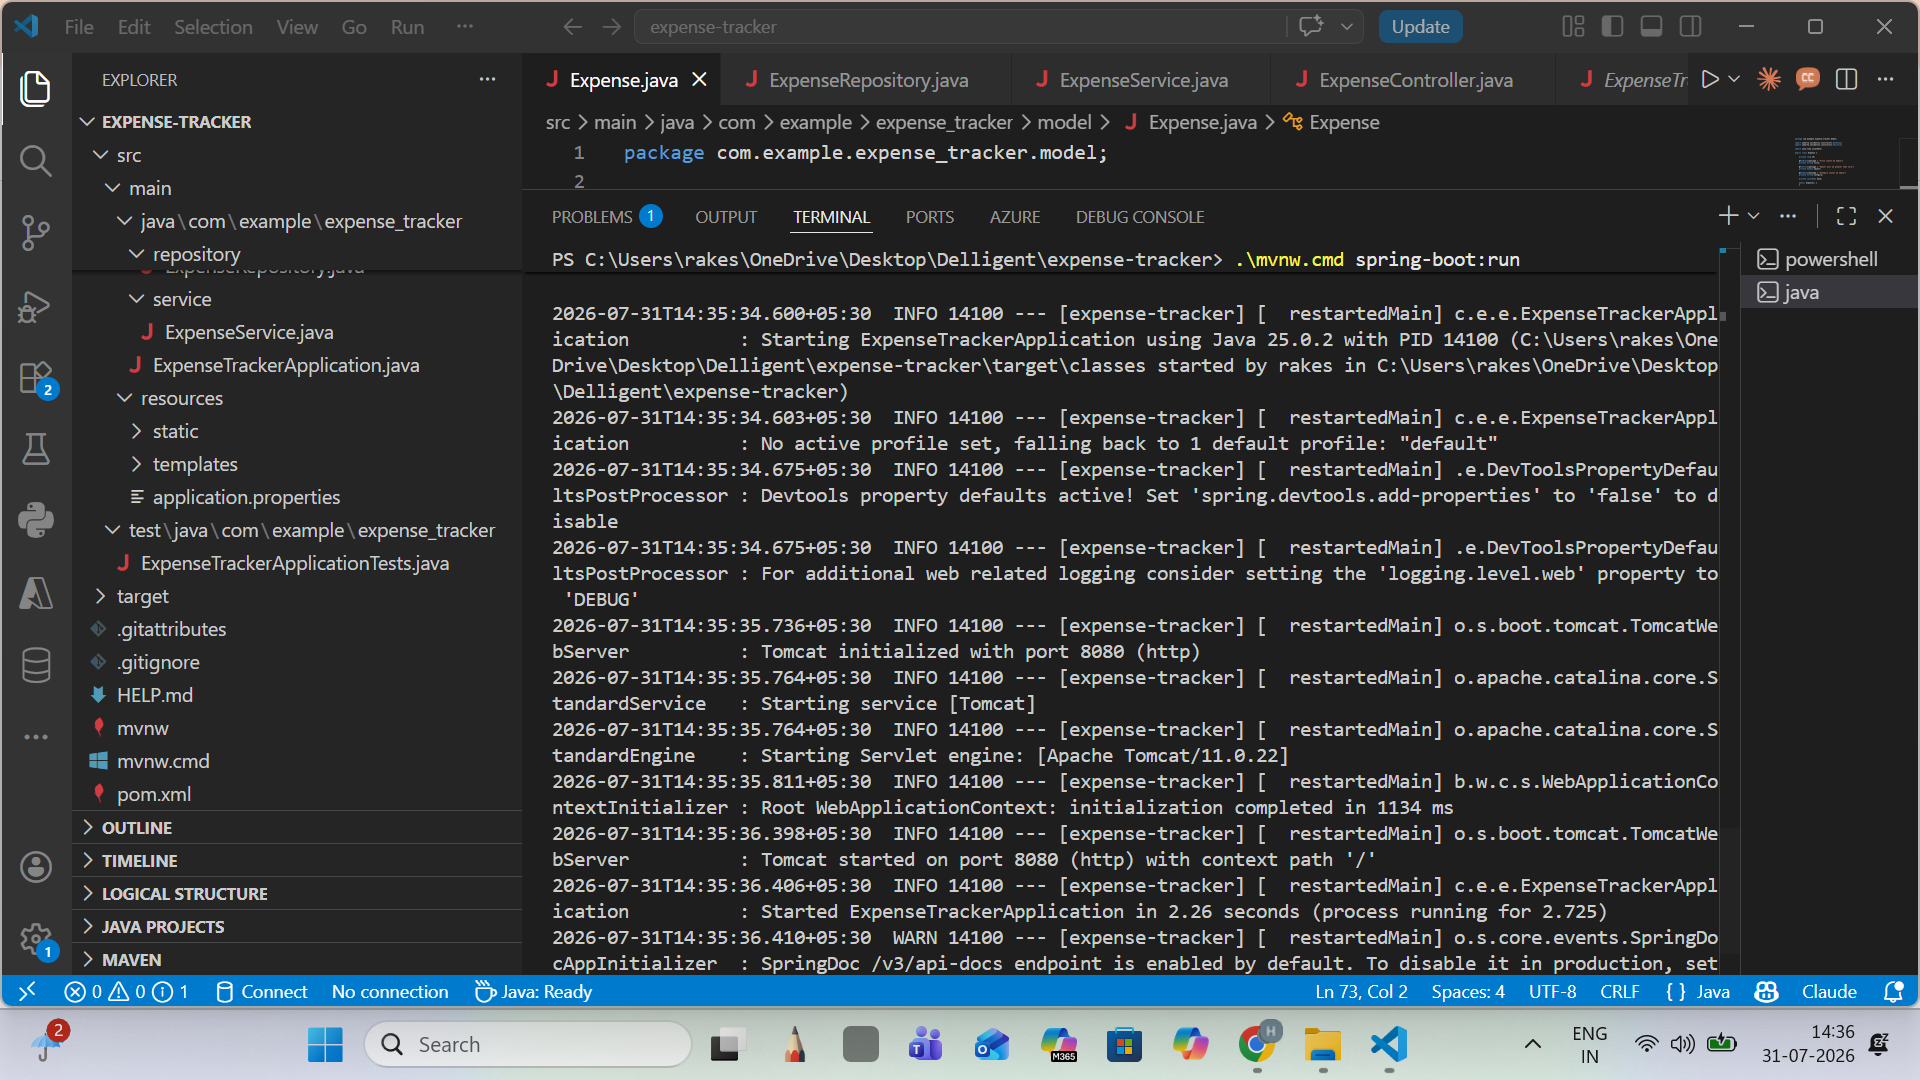 File Edit Selection View Go Run ··· expense-tracker Update
EXPLORER ···
EXPENSE-TRACKER
src
main
java\com\example\expense_tracker
repository
ExpenseRepository.java
service
ExpenseService.java
ExpenseTrackerApplication.java
resources
static
templates
application.properties
test\java\com\example\expense_tracker
ExpenseTrackerApplicationTests.java
target
.gitattributes
.gitignore
HELP.md
mvnw
mvnw.cmd
pom.xml
OUTLINE
TIMELINE
LOGICAL STRUCTURE
JAVA PROJECTS
MAVEN
2
1
Expense.java ExpenseRepository.java ExpenseService.java ExpenseController.java ExpenseTr
CC
src > main > java > com > example > expense_tracker > model > Expense.java > Expense
1 package com.example.expense_tracker.model;
2
PROBLEMS 1 OUTPUT TERMINAL PORTS AZURE DEBUG CONSOLE
PS C:\Users\rakes\OneDrive\Desktop\Delligent\expense-tracker> .\mvnw.cmd spring-boot:run
2026-07-31T14:35:34.600+05:30  INFO 14100 --- [expense-tracker] [  restartedMain] c.e.e.ExpenseTrackerAppl
ication          : Starting ExpenseTrackerApplication using Java 25.0.2 with PID 14100 (C:\Users\rakes\One
Drive\Desktop\Delligent\expense-tracker\target\classes started by rakes in C:\Users\rakes\OneDrive\Desktop
\Delligent\expense-tracker)
2026-07-31T14:35:34.603+05:30  INFO 14100 --- [expense-tracker] [  restartedMain] c.e.e.ExpenseTrackerAppl
ication          : No active profile set, falling back to 1 default profile: "default"
2026-07-31T14:35:34.675+05:30  INFO 14100 --- [expense-tracker] [  restartedMain] .e.DevToolsPropertyDefau
ltsPostProcessor : Devtools property defaults active! Set 'spring.devtools.add-properties' to 'false' to d
isable
2026-07-31T14:35:34.675+05:30  INFO 14100 --- [expense-tracker] [  restartedMain] .e.DevToolsPropertyDefau
ltsPostProcessor : For additional web related logging consider setting the 'logging.level.web' property to
 'DEBUG'
2026-07-31T14:35:35.736+05:30  INFO 14100 --- [expense-tracker] [  restartedMain] o.s.boot.tomcat.TomcatWe
bServer          : Tomcat initialized with port 8080 (http)
2026-07-31T14:35:35.764+05:30  INFO 14100 --- [expense-tracker] [  restartedMain] o.apache.catalina.core.S
tandardService   : Starting service [Tomcat]
2026-07-31T14:35:35.764+05:30  INFO 14100 --- [expense-tracker] [  restartedMain] o.apache.catalina.core.S
tandardEngine    : Starting Servlet engine: [Apache Tomcat/11.0.22]
2026-07-31T14:35:35.811+05:30  INFO 14100 --- [expense-tracker] [  restartedMain] b.w.c.s.WebApplicationCo
ntextInitializer : Root WebApplicationContext: initialization completed in 1134 ms
2026-07-31T14:35:36.398+05:30  INFO 14100 --- [expense-tracker] [  restartedMain] o.s.boot.tomcat.TomcatWe
bServer          : Tomcat started on port 8080 (http) with context path '/'
2026-07-31T14:35:36.406+05:30  INFO 14100 --- [expense-tracker] [  restartedMain] c.e.e.ExpenseTrackerAppl
ication          : Started ExpenseTrackerApplication in 2.26 seconds (process running for 2.725)
2026-07-31T14:35:36.410+05:30  WARN 14100 --- [expense-tracker] [  restartedMain] o.s.core.events.SpringDo
cAppInitializer  : SpringDoc /v3/api-docs endpoint is enabled by default. To disable it in production, set
powershell
java
0 0 1 Connect No connection Java: Ready Ln 73, Col 2 Spaces: 4 UTF-8 CRLF { } Java Claude
2 Search M365 H ENG 14:36
IN 31-07-2026